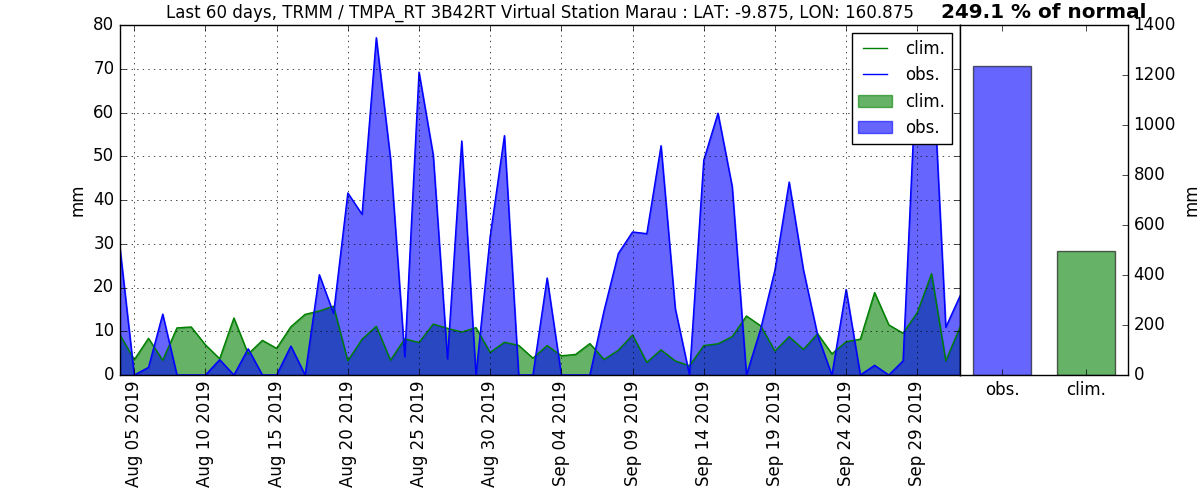 Last 60 days, TRMM / TMPA_RT 3B42RT Virtual Station Marau : LAT: -9.875, LON: 160.875
249.1 % of normal
80
70
60
50
40
30
20
10
0
mm
clim.
obs.
clim.
obs.
1400
1200
1000
800
600
400
200
0
mm
Aug 05 2019
Aug 10 2019
Aug 15 2019
Aug 20 2019
Aug 25 2019
Aug 30 2019
Sep 04 2019
Sep 09 2019
Sep 14 2019
Sep 19 2019
Sep 24 2019
Sep 29 2019
obs.
clim.